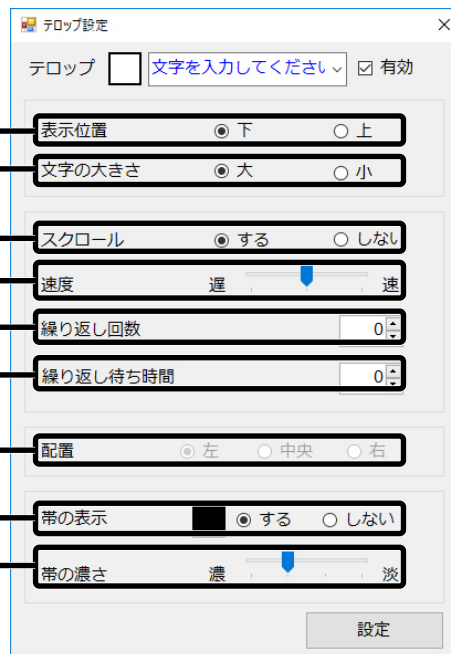 テロップ設定
テロップ 文字を入力してください 有効
表示位置 下 上
文字の大きさ 大 小
スクロール する しない
速度 遅 速
繰り返し回数 0
繰り返し待ち時間 0
配置 左 中央 右
帯の表示 する しない
帯の濃さ 濃 淡
設定